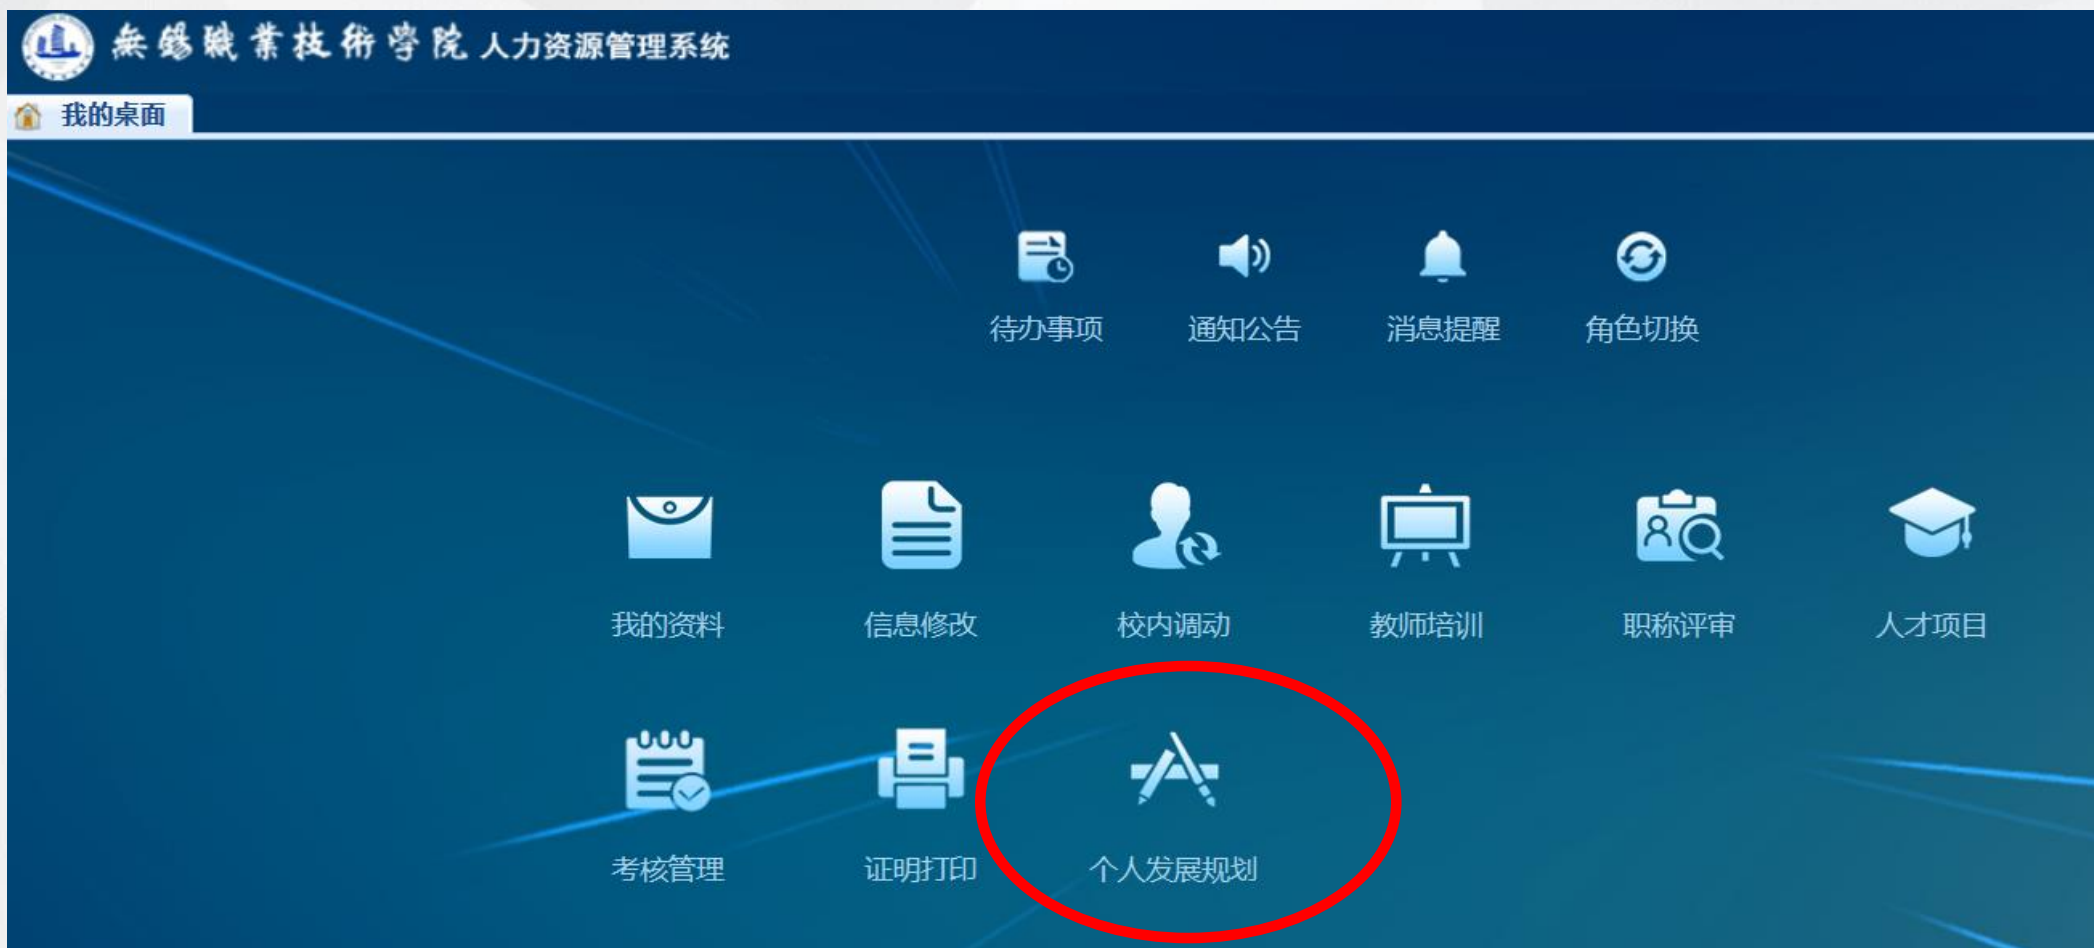 無錫職業技術學院 人力资源管理系统
我的桌面
待办事项 通知公告 消息提醒 角色切换
我的资料 信息修改 校内调动 教师培训 职称评审 人才项目
考核管理 证明打印 个人发展规划